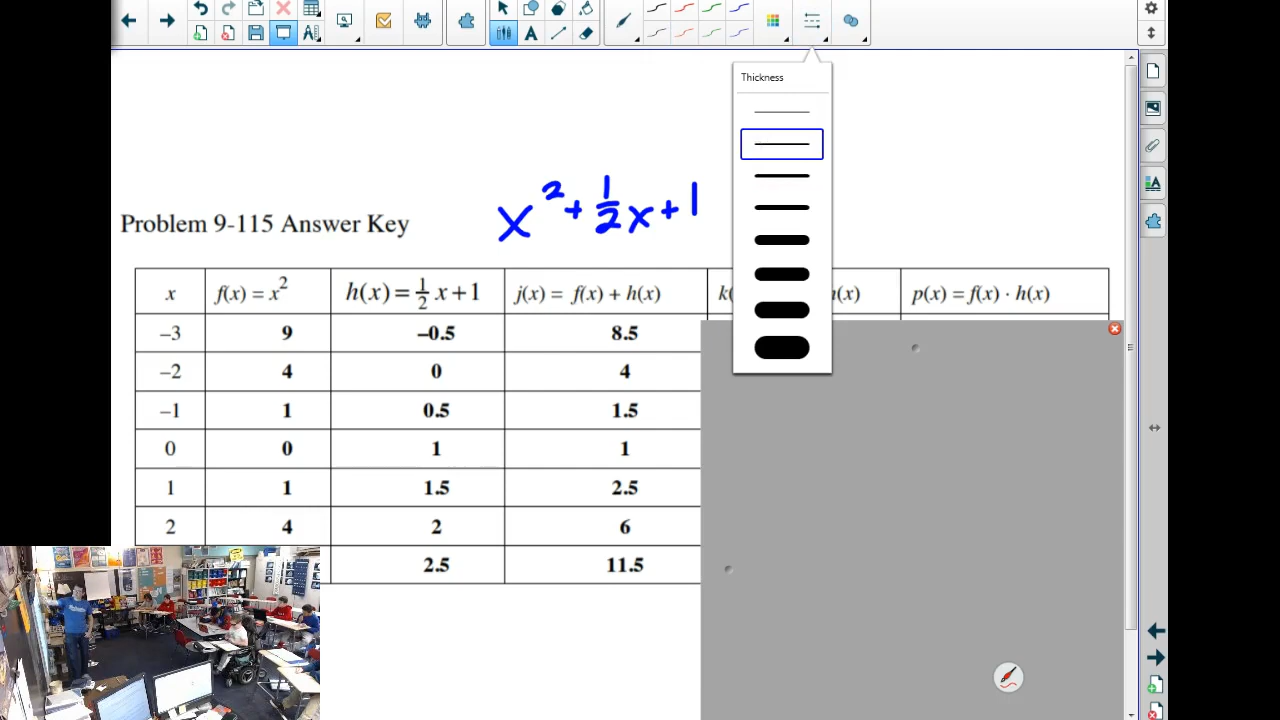 Thickness
x²+½x+1
Problem 9-115 Answer Key
x f(x) = x² h(x) = ½ x+1 j(x) = f(x) + h(x) k( h(x) p(x) = f(x) · h(x)
–3 9 –0.5 8.5
–2 4 0 4
–1 1 0.5 1.5
0 0 1 1
1 1 1.5 2.5
2 4 2 6
2.5 11.5